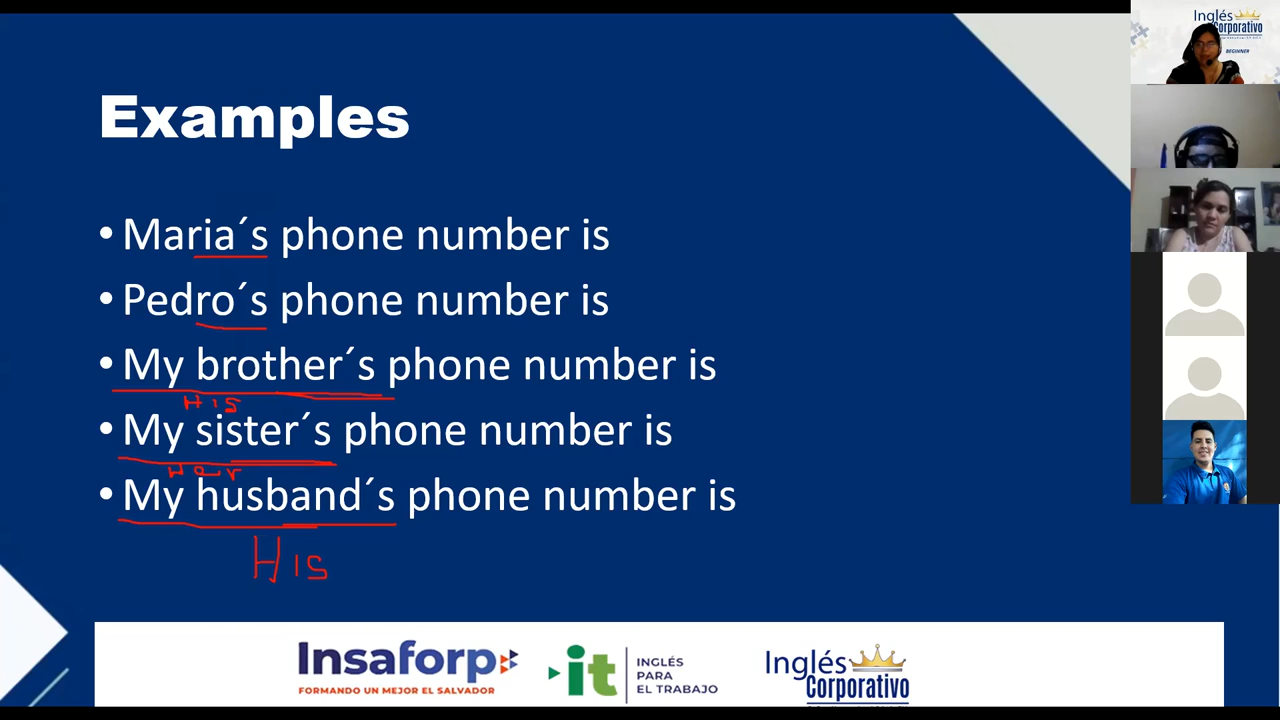 Inglés
Corporativo
BEGINNER
Examples
• Maria´s phone number is
• Pedro´s phone number is
• My brother´s phone number is
His
• My sister´s phone number is
Her
• My husband´s phone number is
His
Insaforp
FORMANDO UN MEJOR EL SALVADOR
it
INGLÉS
PARA
EL TRABAJO
Inglés
Corporativo